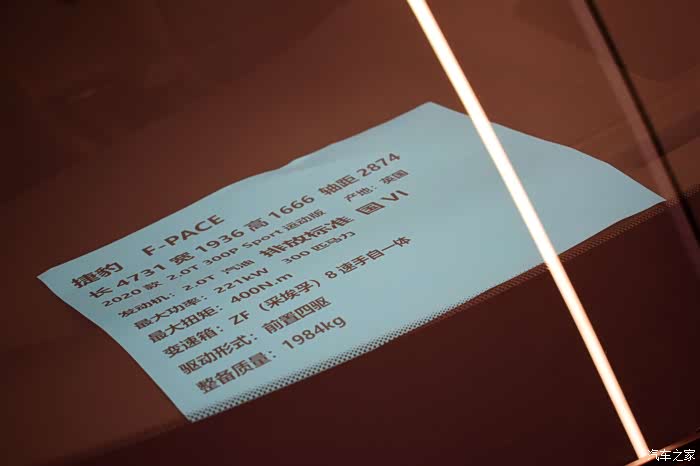 捷豹 F-PACE
长 4731 宽 1936 高 1666 轴距 2874
2020 款 2.0T 300P Sport 运动版 产地：英国
发动机：2.0T 汽油 排放标准 国 VI
最大功率：221kW 300 匹马力
最大扭矩：400N.m
变速箱：ZF（采埃孚）8 速手自一体
驱动形式：前置四驱
整备质量：1984kg
汽车之家